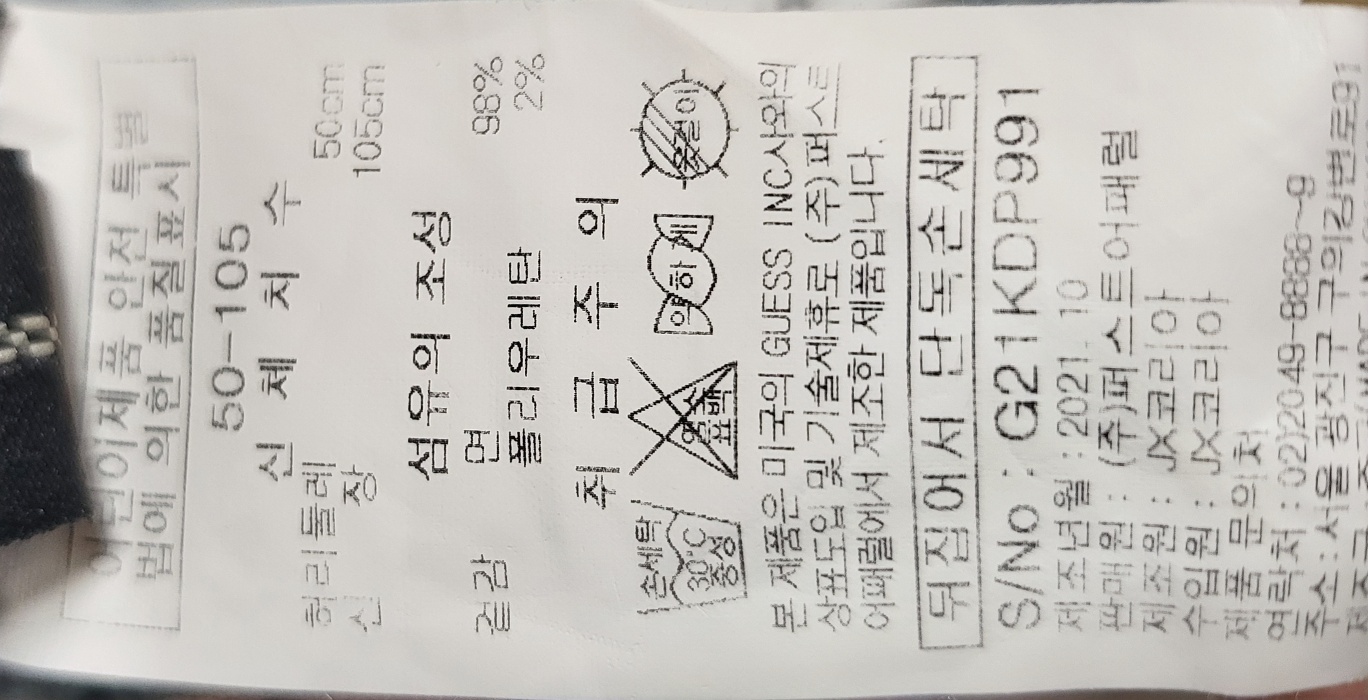 어린이제품 안전 특별
법에 의한 품질 표시
50-105
신 체 치 수
허리둘레 50cm
신 장 105cm
섬유의 조성
겉감 면 98%
폴리우레탄 2%
취 급 주 의
손세탁 30℃ 중성
염소 표백
약하게
옷걸이
본 제품은 미국의 GUESS INC사와의
상표도입 및 기술제휴로 (주)퍼스트
어패럴에서 제조한 제품입니다.
뒤집어서 단독손세탁
S/No : G21KDP991
제조년월 : 2021. 10
판매원 : (주)퍼스트어패럴
제조원 : JX코리아
수입원 : JX코리아
제품 문의처
연락처 : 02)2049-8888~9
주소 : 서울 광진구 구의강변로91